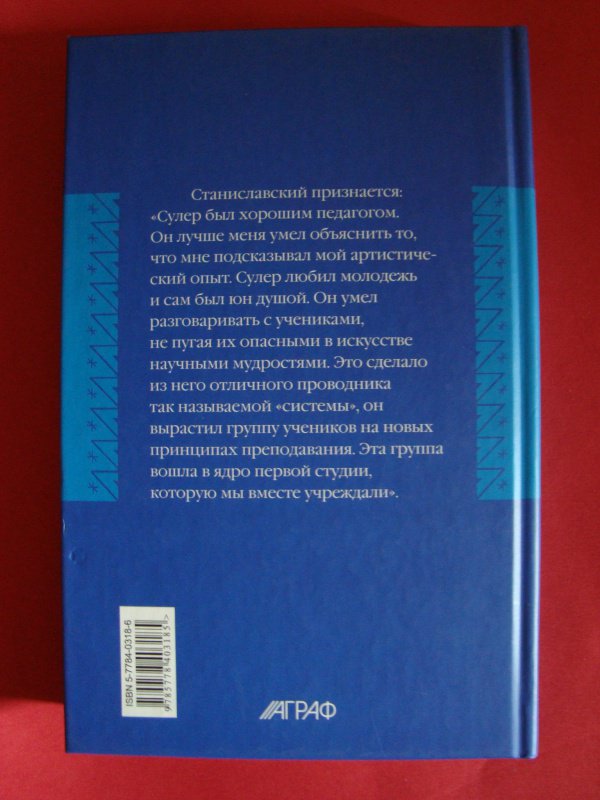 Станиславский признается:
«Сулер был хорошим педагогом.
Он лучше меня умел объяснить то,
что мне подсказывал мой артистиче-
ский опыт. Сулер любил молодежь
и сам был юн душой. Он умел
разговаривать с учениками,
не пугая их опасными в искусстве
научными мудростями. Это сделало
из него отличного проводника
так называемой «системы», он
вырастил группу учеников на новых
принципах преподавания. Эта группа
вошла в ядро первой студии,
которую мы вместе учреждали».
ISBN 5-7784-0318-6
9785778403185>
АГРАФ